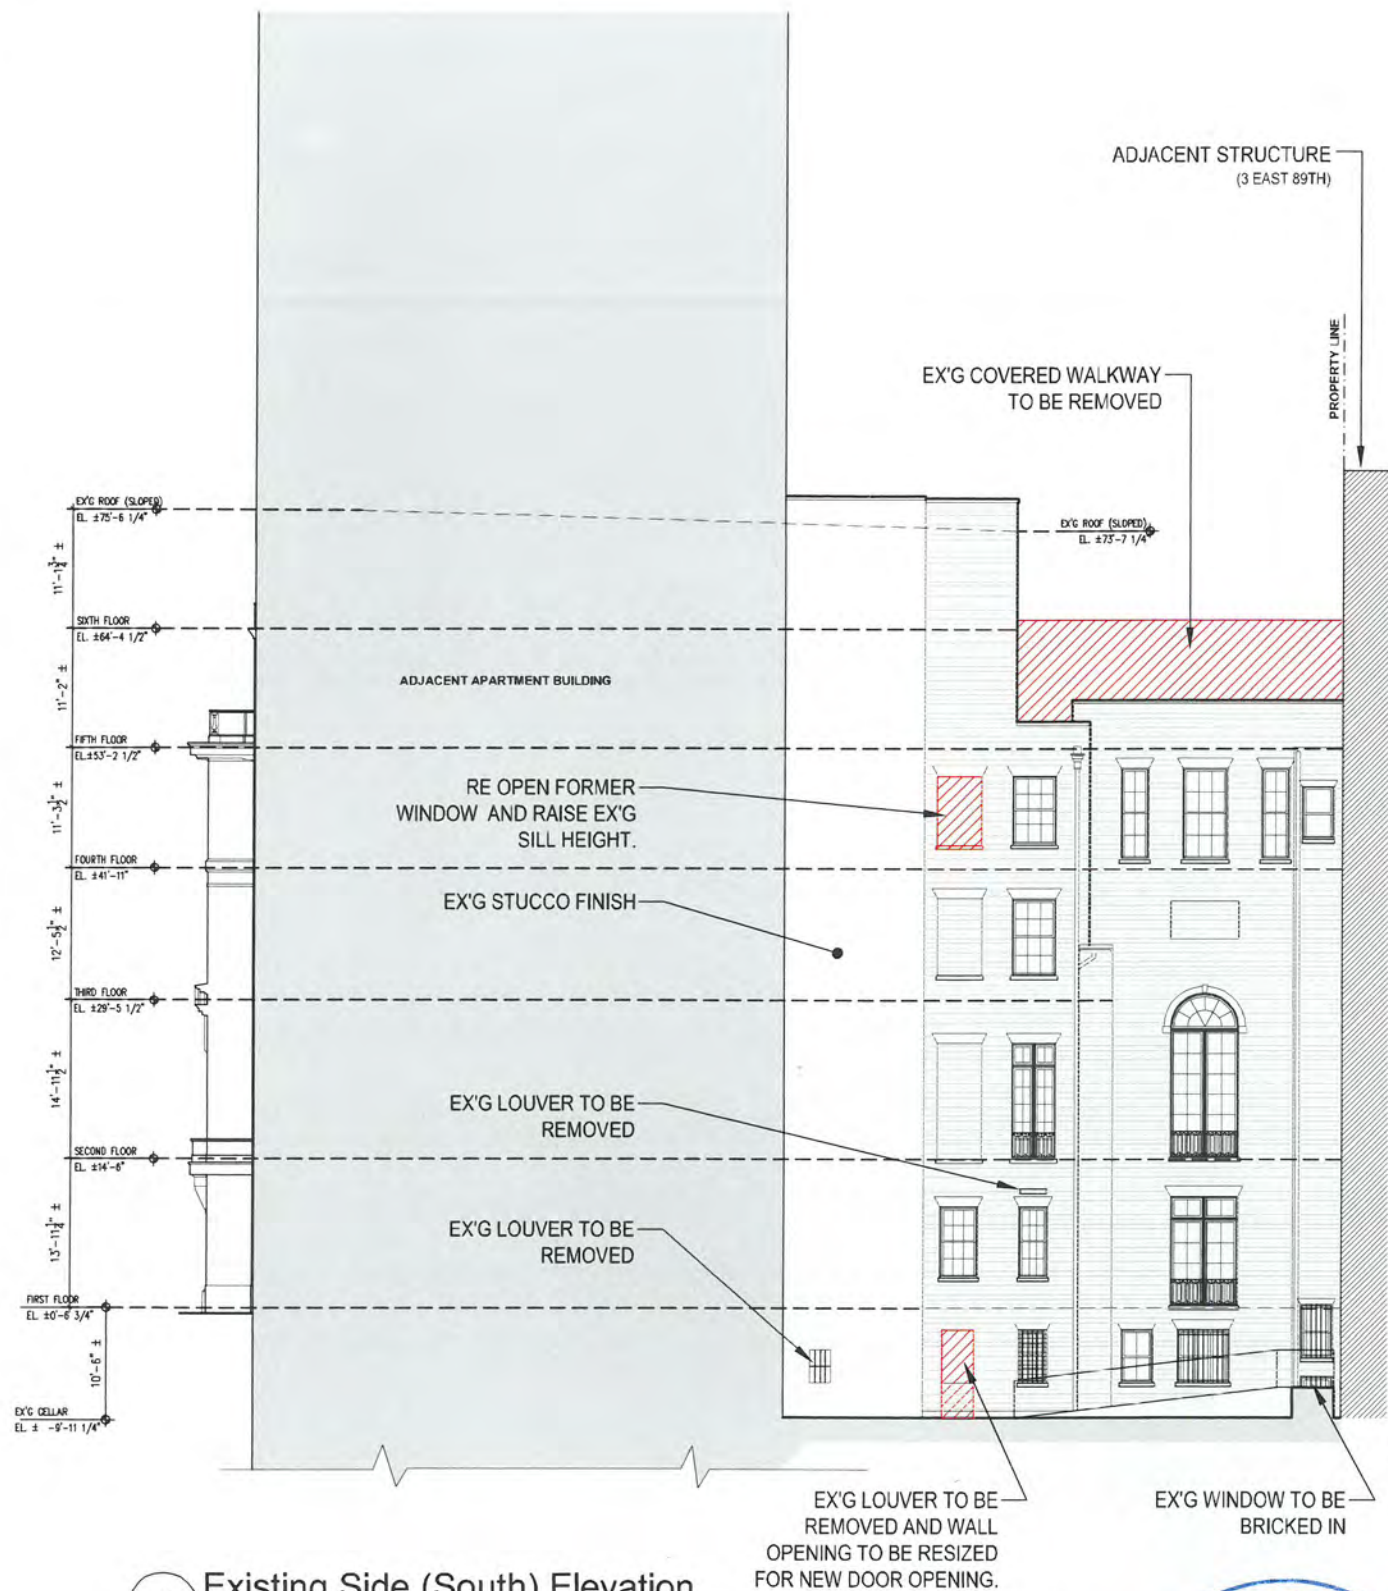 ADJACENT STRUCTURE
(3 EAST 89TH)
PROPERTY LINE
EX'G COVERED WALKWAY
TO BE REMOVED
EX'G ROOF (SLOPED)
EL. ±75'-6 1/4"
EX'G ROOF (SLOPED)
EL. ±73'-7 1/4
11'-1 3/4" ±
SIXTH FLOOR
EL. ±64'-4 1/2"
11'-2" ±
ADJACENT APARTMENT BUILDING
FIFTH FLOOR
EL.±53'-2 1/2"
11'-3 1/2" ±
RE OPEN FORMER
WINDOW AND RAISE EX'G
SILL HEIGHT.
FOURTH FLOOR
EL. ±41'-11"
12'-5 1/2" ±
EX'G STUCCO FINISH
THIRD FLOOR
EL. ±29'-5 1/2"
14'-11 1/2" ±
EX'G LOUVER TO BE
REMOVED
SECOND FLOOR
EL. ±14'-6"
13'-11 1/2" ±
EX'G LOUVER TO BE
REMOVED
FIRST FLOOR
EL. ±0'-6 3/4"
10'-6" ±
EX'G CELLAR
EL. ± -9'-11 1/4"
EX'G LOUVER TO BE
REMOVED AND WALL
OPENING TO BE RESIZED
FOR NEW DOOR OPENING.
EX'G WINDOW TO BE
BRICKED IN
Existing Side (South) Elevation